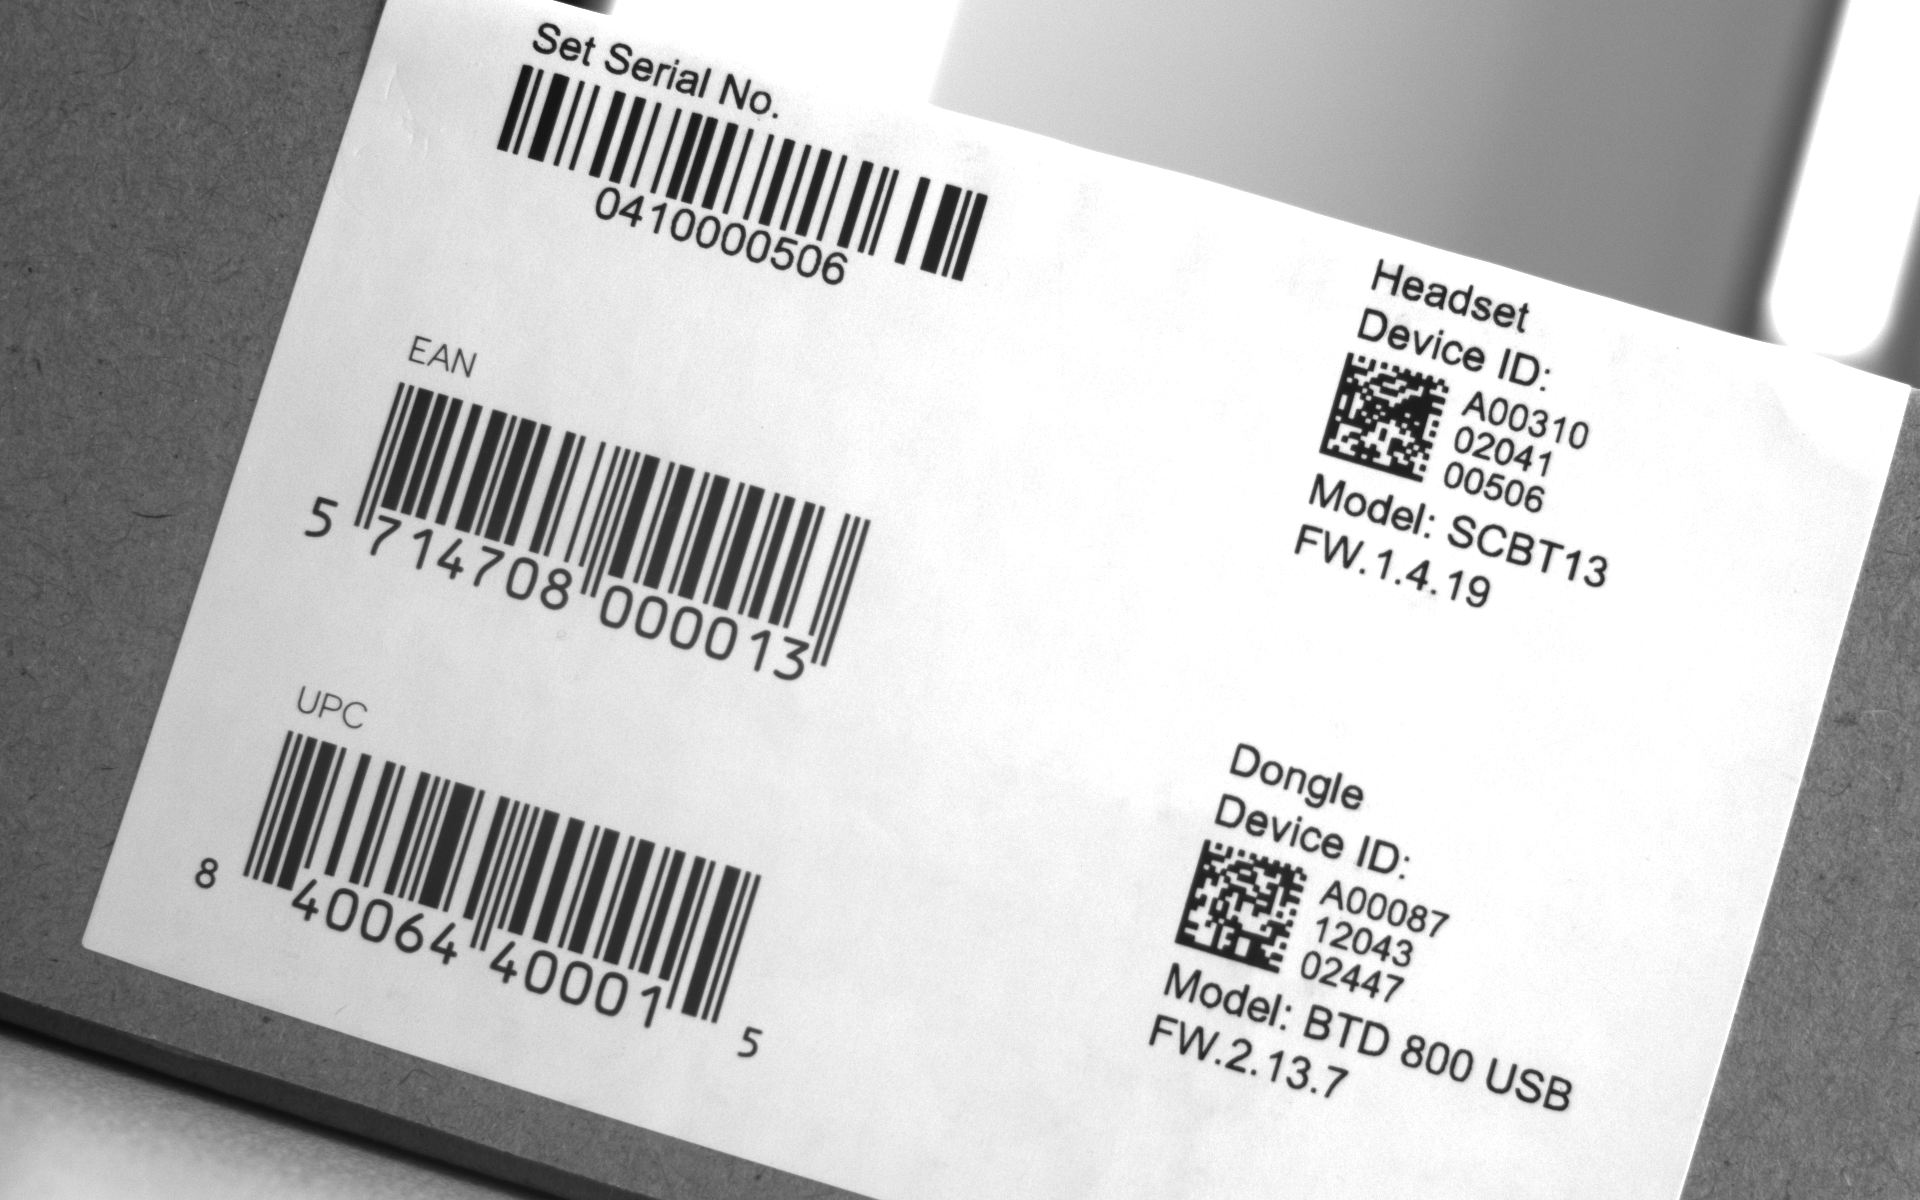 Set Serial No.
0410000506
EAN
5 714708 000013
UPC
8 40064 40001 5
Headset
Device ID:
A00310
02041
00506
Model: SCBT13
FW.1.4.19
Dongle
Device ID:
A00087
12043
02447
Model: BTD 800 USB
FW.2.13.7